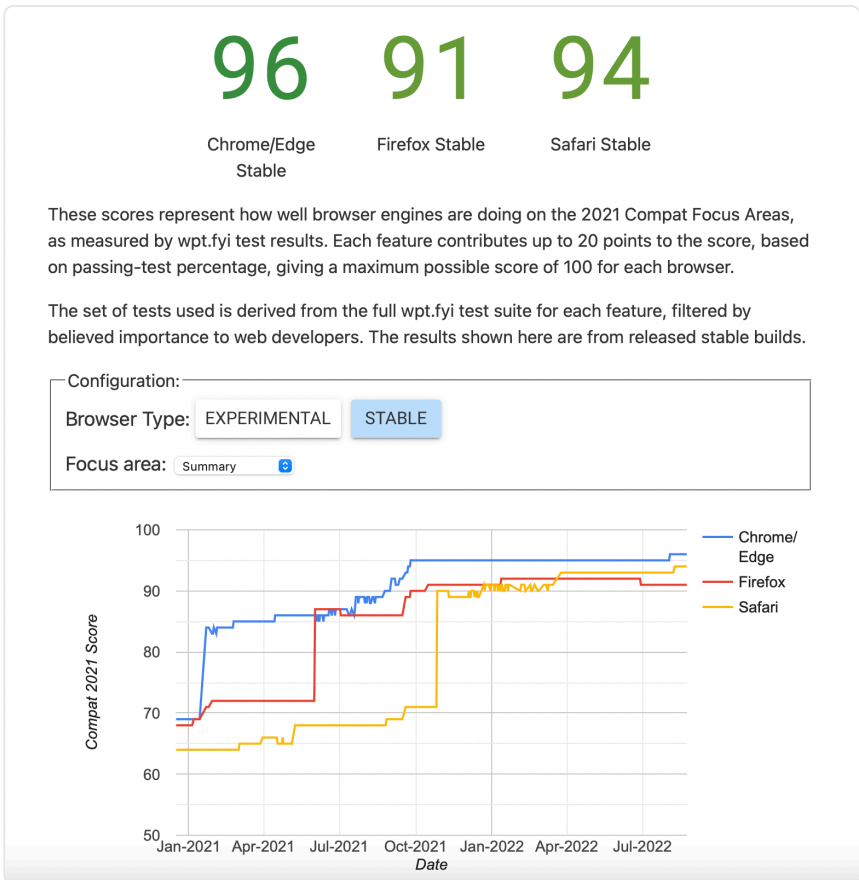 96 91 94
Chrome/Edge Stable Firefox Stable Safari Stable
These scores represent how well browser engines are doing on the 2021 Compat Focus Areas,
as measured by wpt.fyi test results. Each feature contributes up to 20 points to the score, based
on passing-test percentage, giving a maximum possible score of 100 for each browser.
The set of tests used is derived from the full wpt.fyi test suite for each feature, filtered by
believed importance to web developers. The results shown here are from released stable builds.
Configuration:
Browser Type: EXPERIMENTAL STABLE
Focus area: Summary
100
90
80
70
60
50
Compat 2021 Score
Chrome/
Edge
Firefox
Safari
Jan-2021 Apr-2021 Jul-2021 Oct-2021 Jan-2022 Apr-2022 Jul-2022
Date